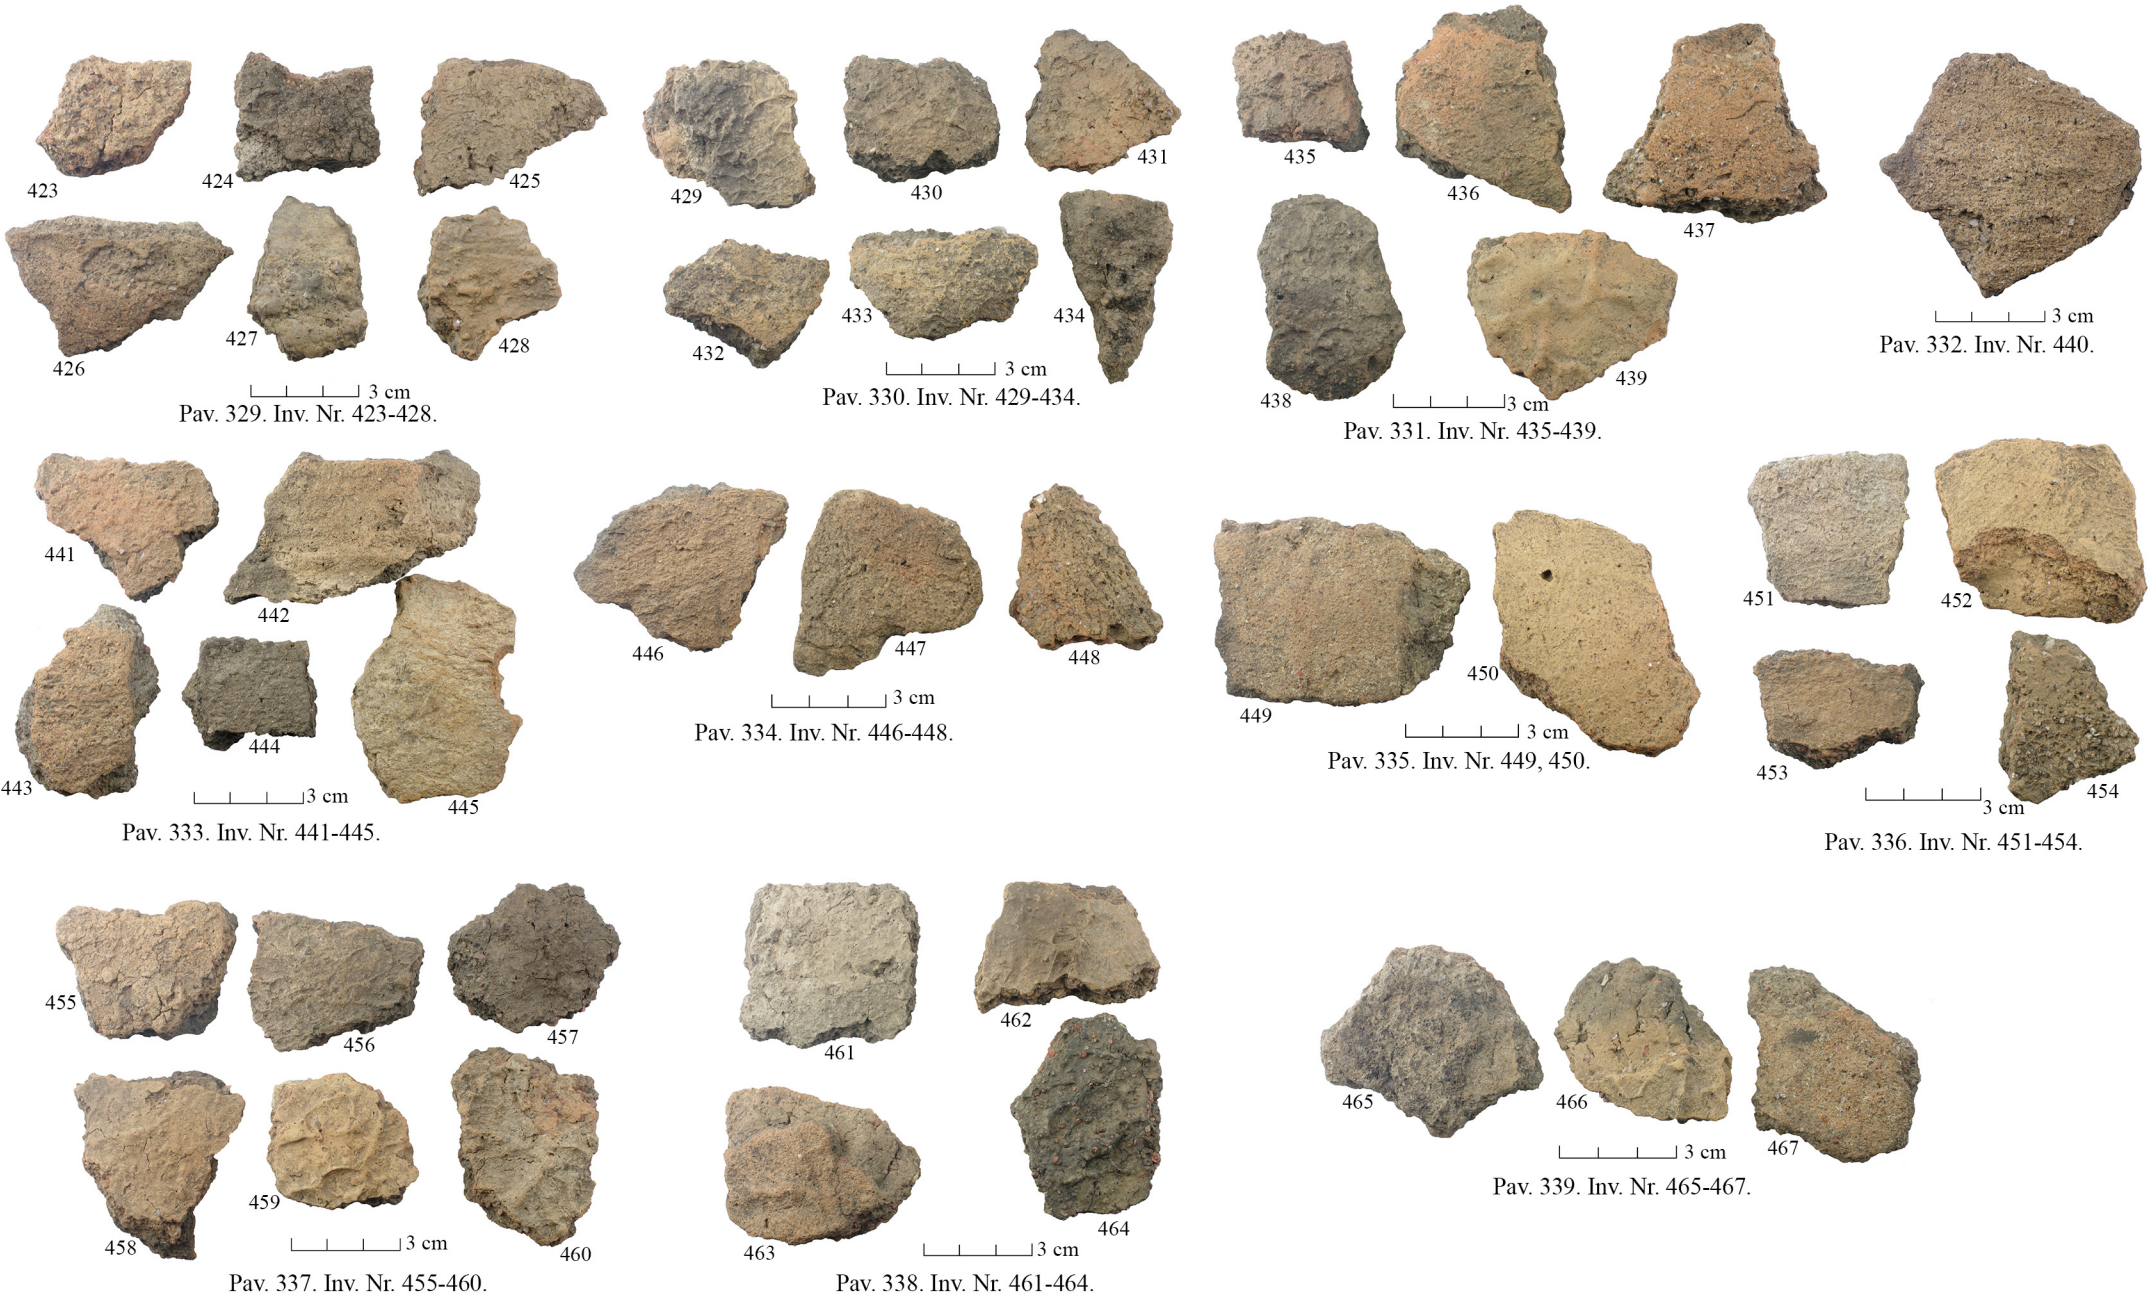 423
424
425
426
427
428
3 cm
Pav. 329. Inv. Nr. 423-428.
429
430
431
432
433
434
3 cm
Pav. 330. Inv. Nr. 429-434.
435
436
437
438
439
3 cm
Pav. 331. Inv. Nr. 435-439.
3 cm
Pav. 332. Inv. Nr. 440.
441
442
443
444
445
3 cm
Pav. 333. Inv. Nr. 441-445.
446
447
448
3 cm
Pav. 334. Inv. Nr. 446-448.
449
450
3 cm
Pav. 335. Inv. Nr. 449, 450.
451
452
453
454
3 cm
Pav. 336. Inv. Nr. 451-454.
455
456
457
458
459
460
3 cm
Pav. 337. Inv. Nr. 455-460.
461
462
463
464
3 cm
Pav. 338. Inv. Nr. 461-464.
465
466
467
3 cm
Pav. 339. Inv. Nr. 465-467.